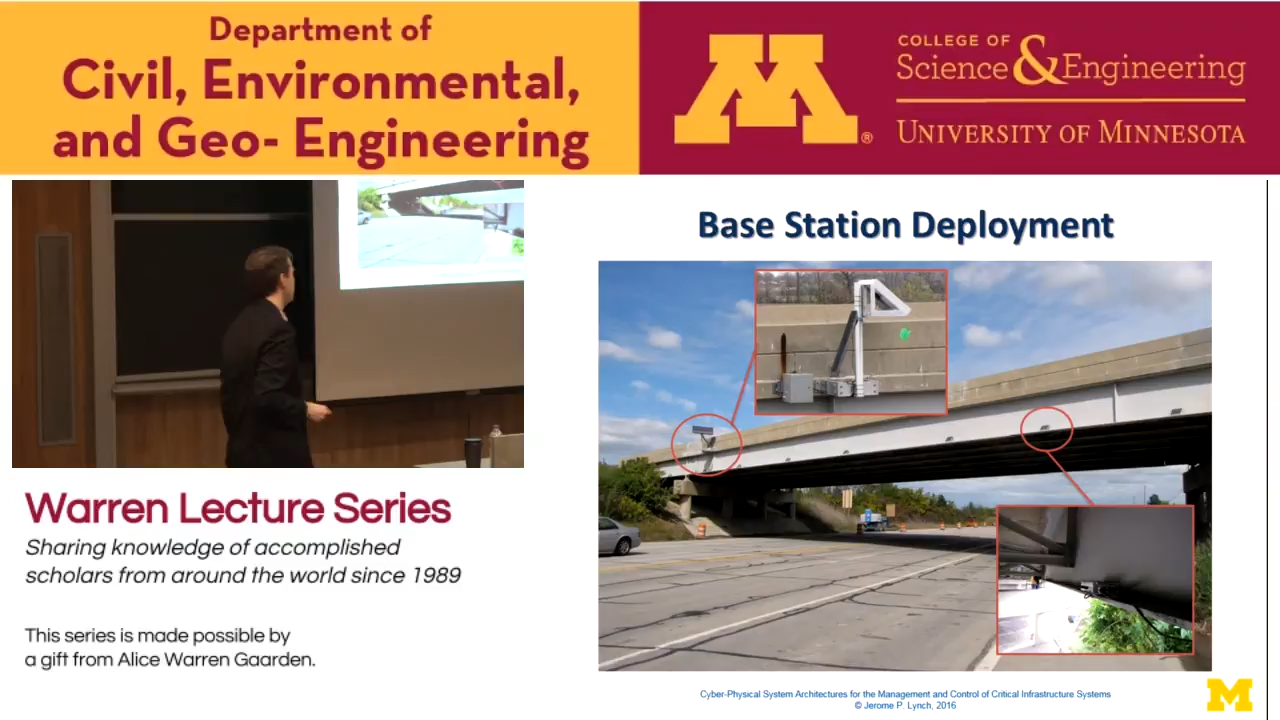 Department of
Civil, Environmental,
and Geo- Engineering
M
®
COLLEGE OF
Science & Engineering
UNIVERSITY OF MINNESOTA
Base Station Deployment
Warren Lecture Series
Sharing knowledge of accomplished
scholars from around the world since 1989
This series is made possible by
a gift from Alice Warren Gaarden.
Cyber-Physical System Architectures for the Management and Control of Critical Infrastructure Systems
© Jerome P. Lynch, 2016
M